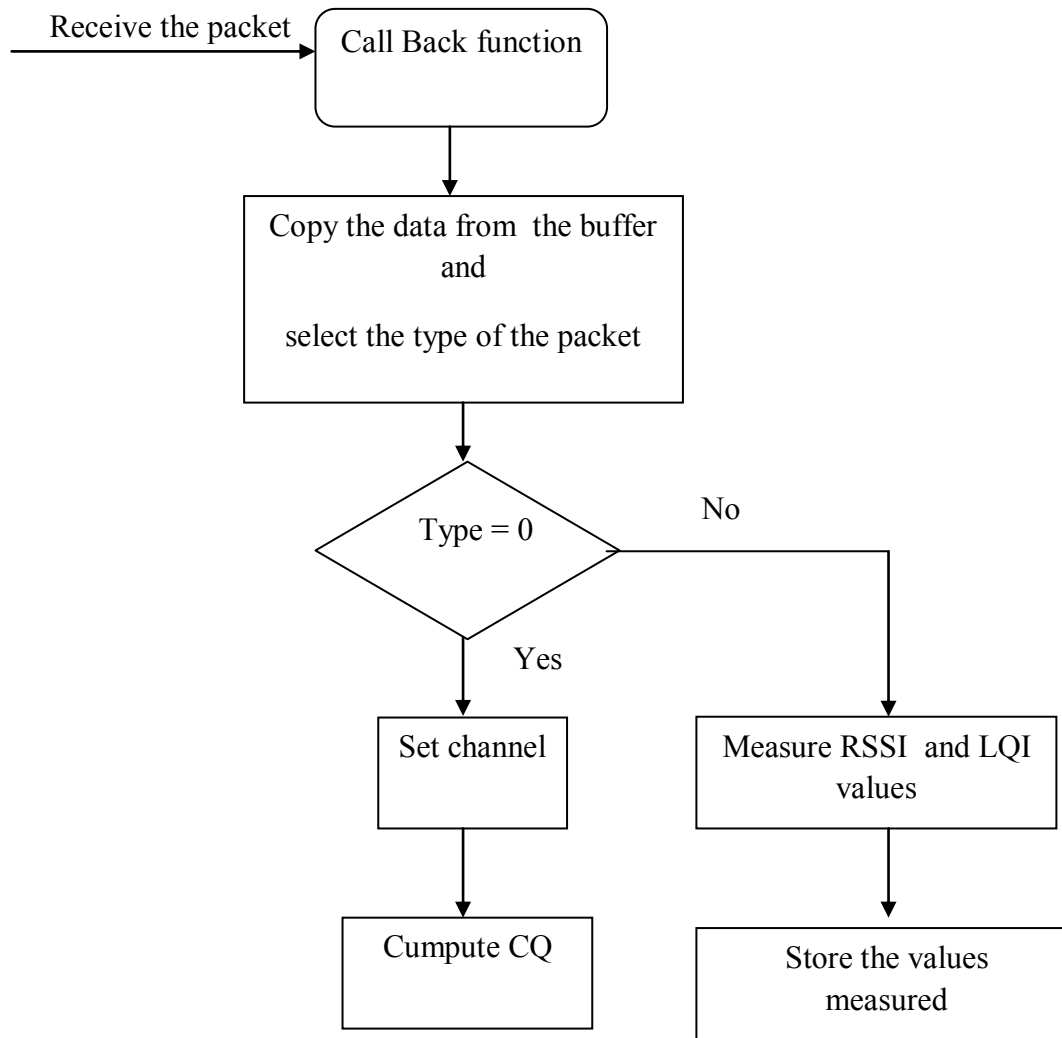 Receive the packet
Call Back function
Copy the data from the buffer
and
select the type of the packet
Type = 0
No
Yes
Set channel
Measure RSSI and LQI
values
Cumpute CQ
Store the values
measured